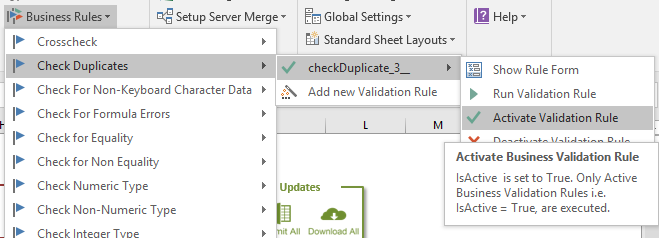 Business Rules
Setup Server Merge
Global Settings
Help
Standard Sheet Layouts
Crosscheck
Check Duplicates
Check For Non-Keyboard Character Data
Check For Formula Errors
Check for Equality
Check for Non Equality
Check Numeric Type
Check Non-Numeric Type
Check Integer Type
checkDuplicate_3__
Add new Validation Rule
Show Rule Form
Run Validation Rule
Activate Validation Rule
Deactivate Validation Rule
Activate Business Validation Rule
IsActive is set to True. Only Active
Business Validation Rules i.e.
IsActive = True, are executed.
L M
Updates
mit All Download All